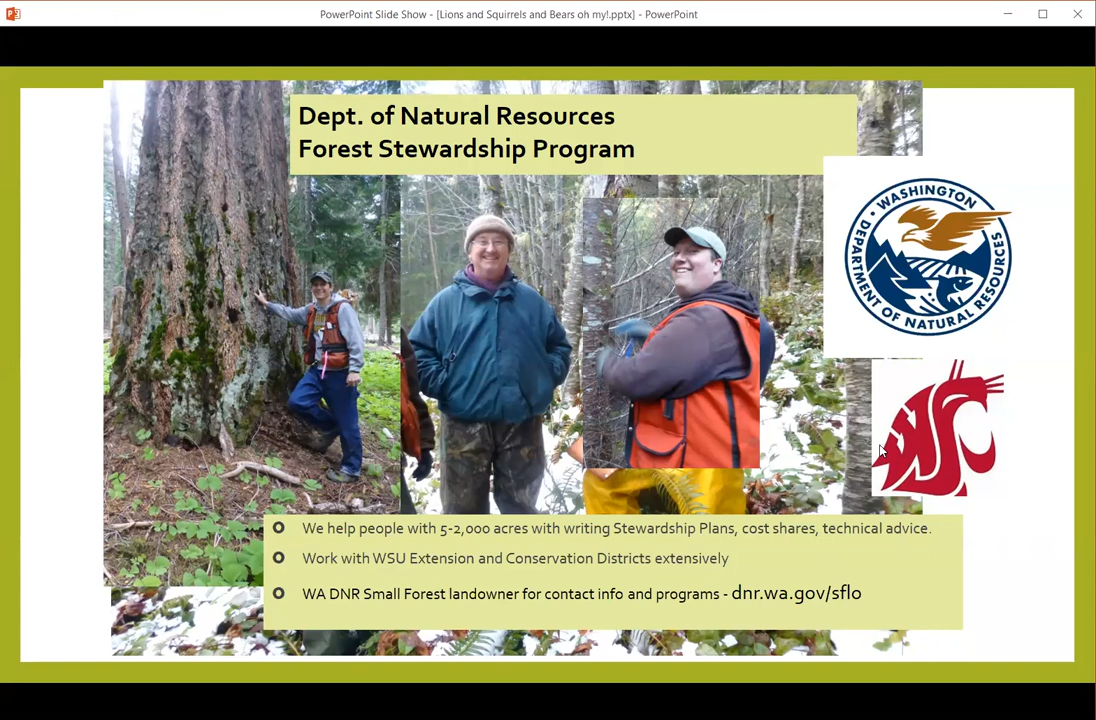 PowerPoint Slide Show - [Lions and Squirrels and Bears oh my!.pptx] - PowerPoint
Dept. of Natural Resources
Forest Stewardship Program
WASHINGTON
DEPARTMENT OF NATURAL RESOURCES
WSC
We help people with 5-2,000 acres with writing Stewardship Plans, cost shares, technical advice.
Work with WSU Extension and Conservation Districts extensively
WA DNR Small Forest landowner for contact info and programs - dnr.wa.gov/sflo